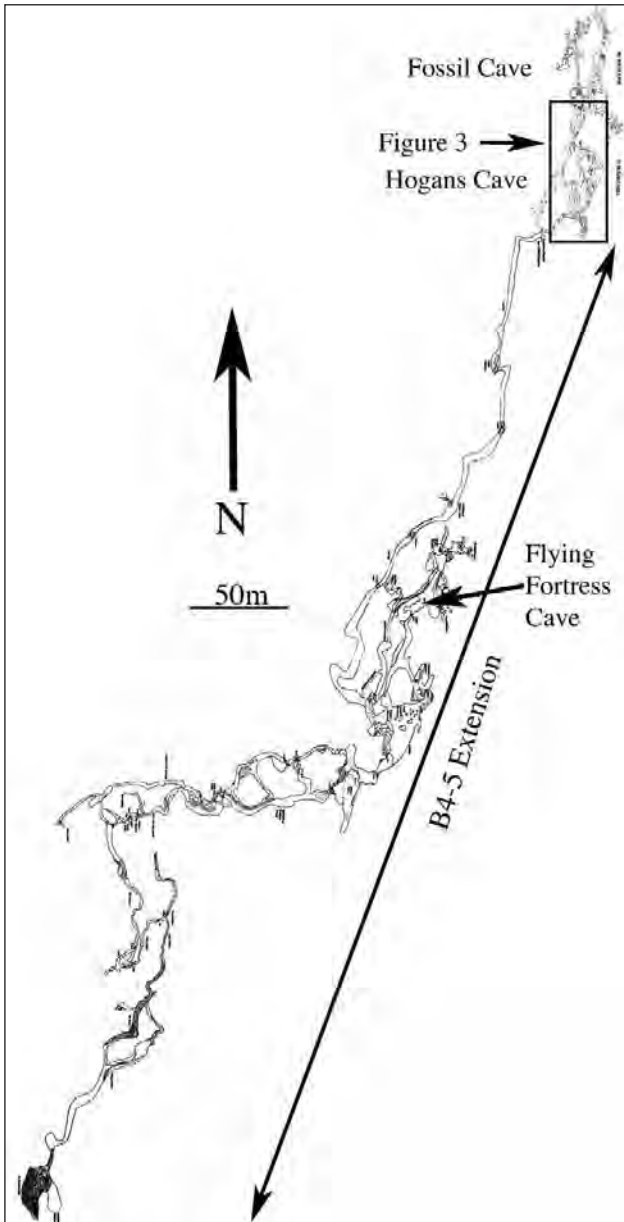 Fossil Cave
Figure 3
Hogans Cave
N
50m
Flying
Fortress
Cave
B4-5 Extension